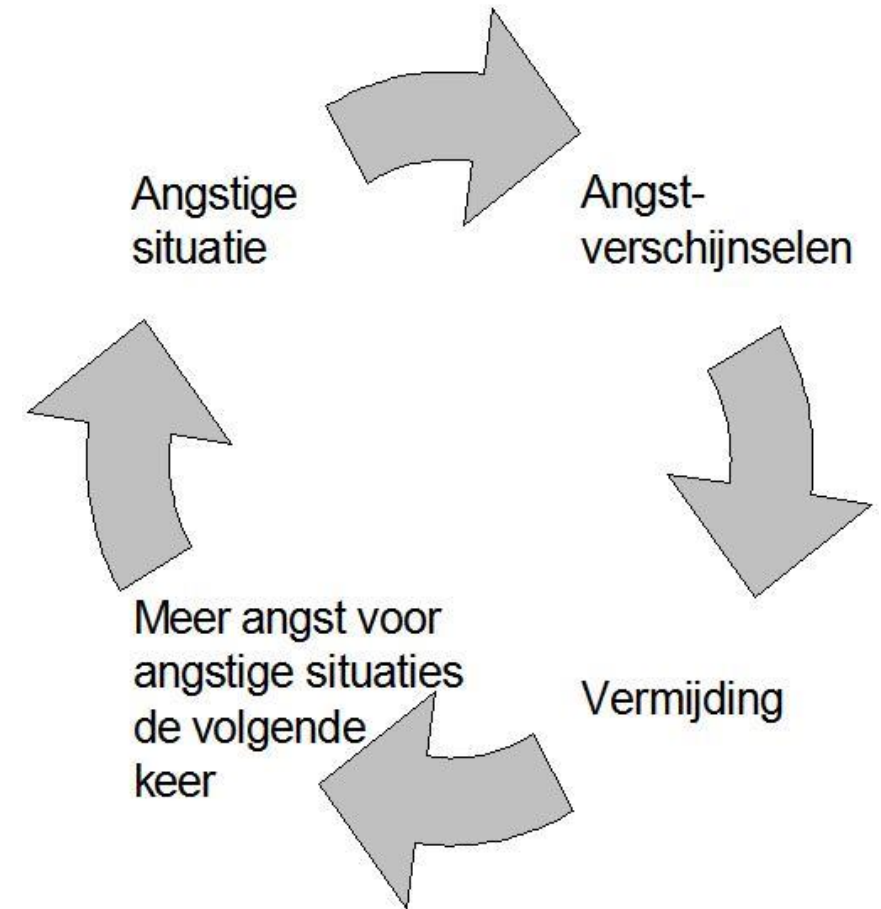 Angstige
situatie
Angst-
verschijnselen
Vermijding
Meer angst voor
angstige situaties
de volgende
keer